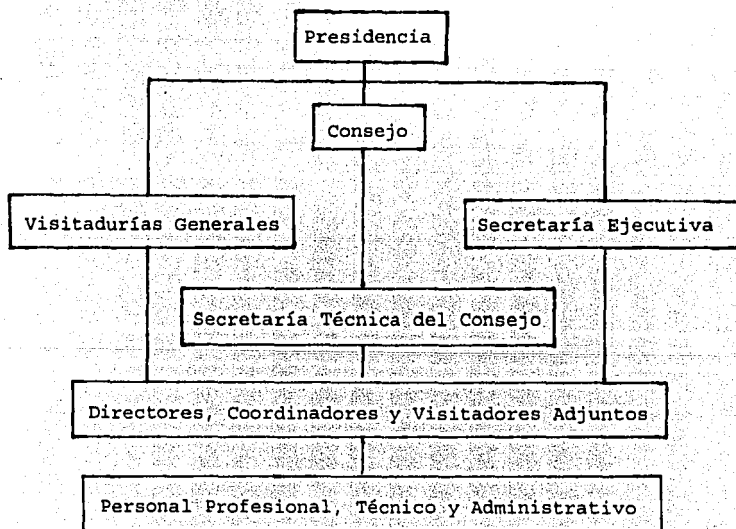 Presidencia
Consejo
Visitadurías Generales
Secretaría Ejecutiva
Secretaría Técnica del Consejo
Directores, Coordinadores y Visitadores Adjuntos
Personal Profesional, Técnico y Administrativo